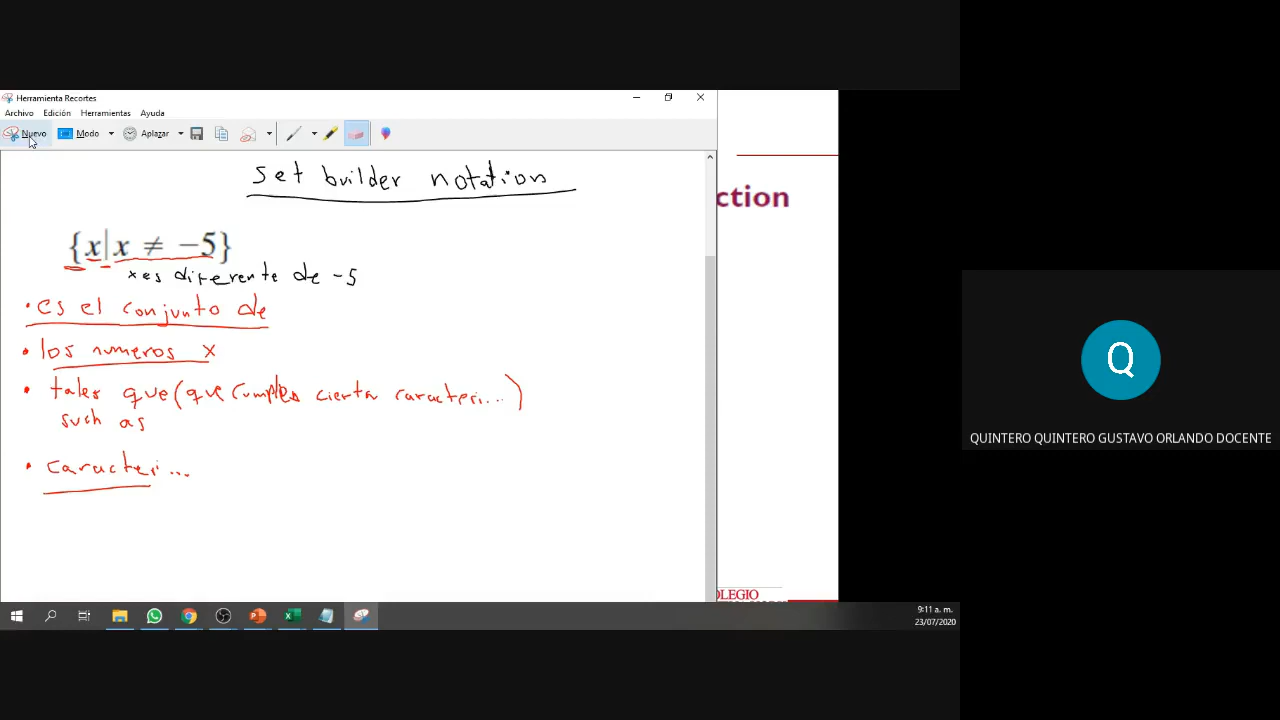 Herramienta Recortes
Archivo Edición Herramientas Ayuda
Nuevo Modo Aplazar
Set builder notation
{x|x ≠ −5}
x es diferente de -5
• es el conjunto de
• los numeros x
• tales que (que cumples cierta caracteri...)
such as
• caracteri...
ction
OLEGIO
Q
QUINTERO QUINTERO GUSTAVO ORLANDO DOCENTE
9:11 a. m.
23/07/2020